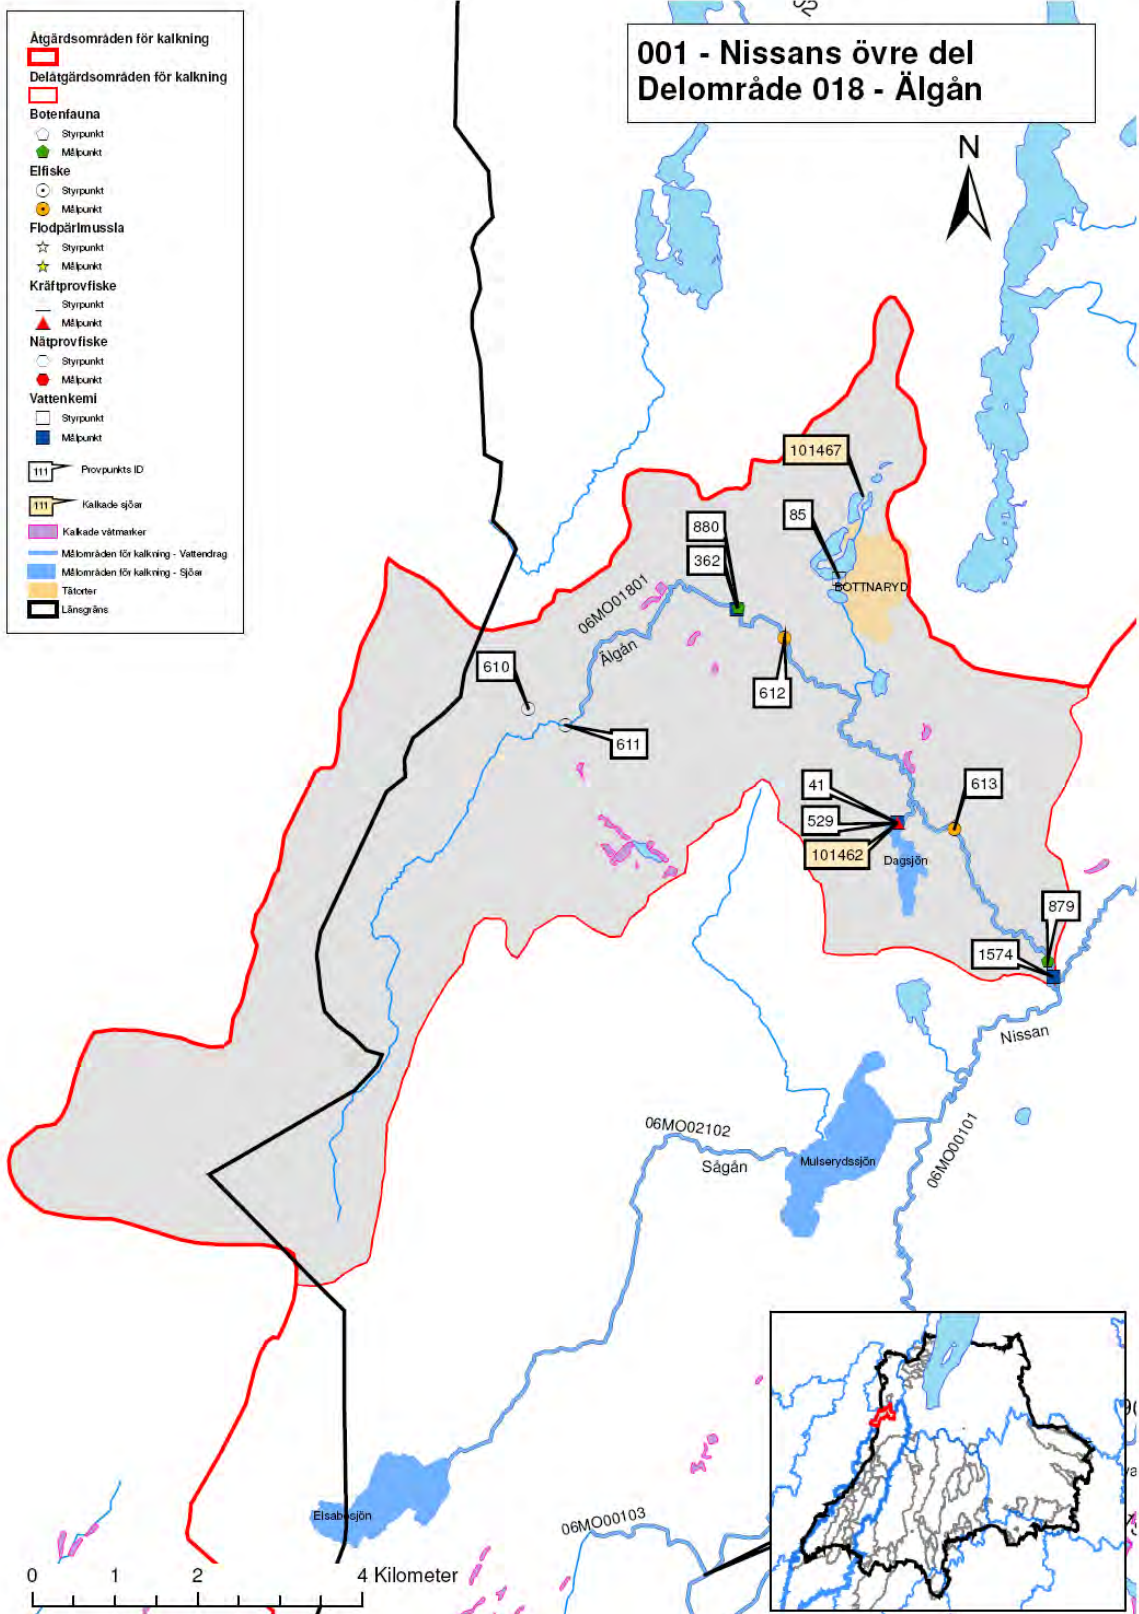 001 - Nissans övre del
Delområde 018 - Älgån
Åtgärdsområden för kalkning
Delåtgärdsområden för kalkning
Botenfauna
Styrpunkt
Målpunkt
Elfiske
Styrpunkt
Målpunkt
Flodpärlmussla
Styrpunkt
Målpunkt
Kräftprovfiske
Styrpunkt
Målpunkt
Nätprovfiske
Styrpunkt
Målpunkt
Vattenkemi
Styrpunkt
Målpunkt
111 Provpunkts ID
111 Kalkade sjöar
Kalkade våtmarker
Målområden för kalkning - Vattendrag
Målområden för kalkning - Sjöar
Tätorter
Länsgräns
N
101467
85
880
362
BOTTNARYD
06MO01801
Älgån
610
612
611
41
613
529
101462
Dagsjön
879
1574
Nissan
06MO02102
Sågån
Mulserydssjön
06MO00101
Elsabosjön
06MO00103
0 1 2 4 Kilometer